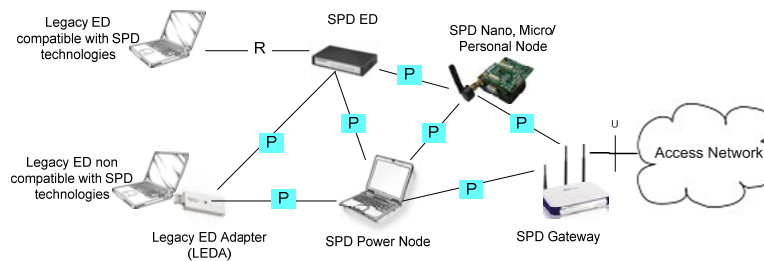 Legacy ED
compatible with SPD
technologies
R
SPD ED
P
SPD Nano, Micro/
Personal Node
P
P
P
P
U
Access Network
Legacy ED non
compatible with SPD
technologies
P
P
Legacy ED Adapter
(LEDA)
SPD Power Node
SPD Gateway